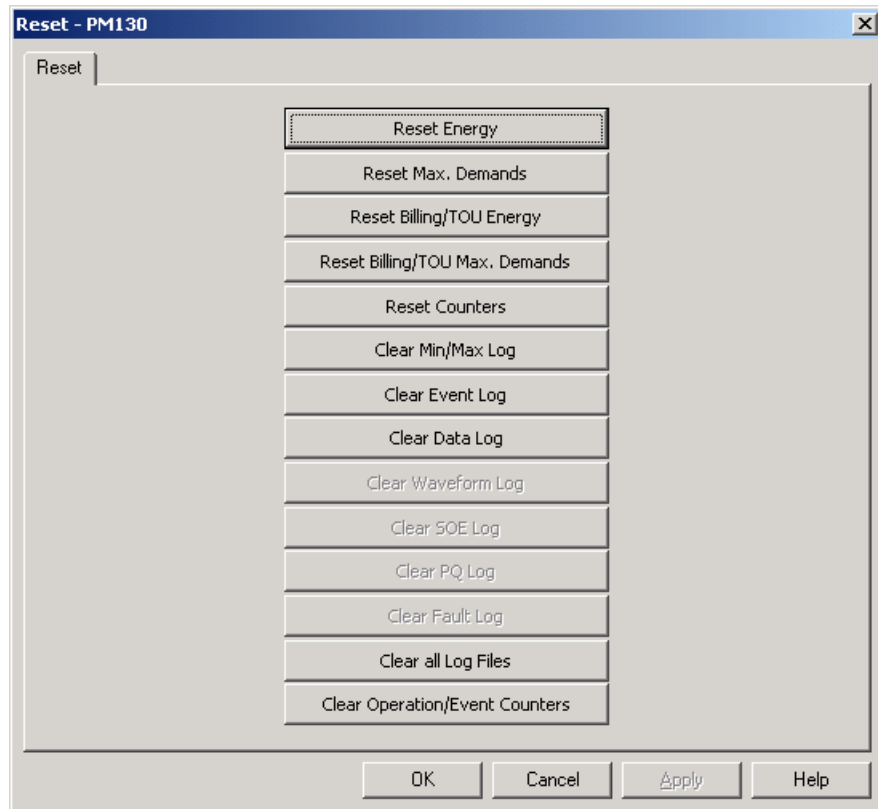 Reset - PM130
Reset
Reset Energy
Reset Max. Demands
Reset Billing/TOU Energy
Reset Billing/TOU Max. Demands
Reset Counters
Clear Min/Max Log
Clear Event Log
Clear Data Log
Clear Waveform Log
Clear SOE Log
Clear PQ Log
Clear Fault Log
Clear all Log Files
Clear Operation/Event Counters
OK Cancel Apply Help